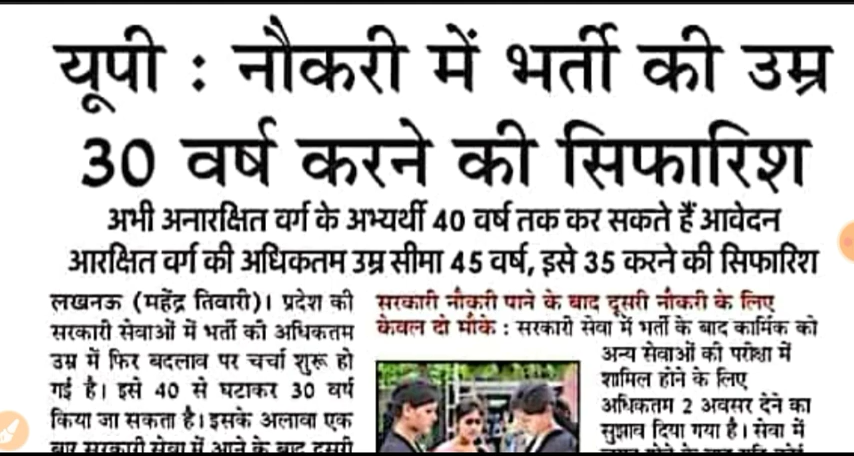 यूपी : नौकरी में भर्ती की उम्र
30 वर्ष करने की सिफारिश
अभी अनारक्षित वर्ग के अभ्यर्थी 40 वर्ष तक कर सकते हैं आवेदन
आरक्षित वर्ग की अधिकतम उम्र सीमा 45 वर्ष, इसे 35 करने की सिफारिश
लखनऊ (महेंद्र तिवारी)। प्रदेश की
सरकारी सेवाओं में भर्ती की अधिकतम
उम्र में फिर बदलाव पर चर्चा शुरू हो
गई है। इसे 40 से घटाकर 30 वर्ष
किया जा सकता है। इसके अलावा एक
बार सरकारी सेवा में आने के बाद दूसरी
सरकारी नौकरी पाने के बाद दूसरी नौकरी के लिए
केवल दो मौके : सरकारी सेवा में भर्ती के बाद कार्मिक को
अन्य सेवाओं की परीक्षा में
शामिल होने के लिए
अधिकतम 2 अवसर देने का
सुझाव दिया गया है। सेवा में